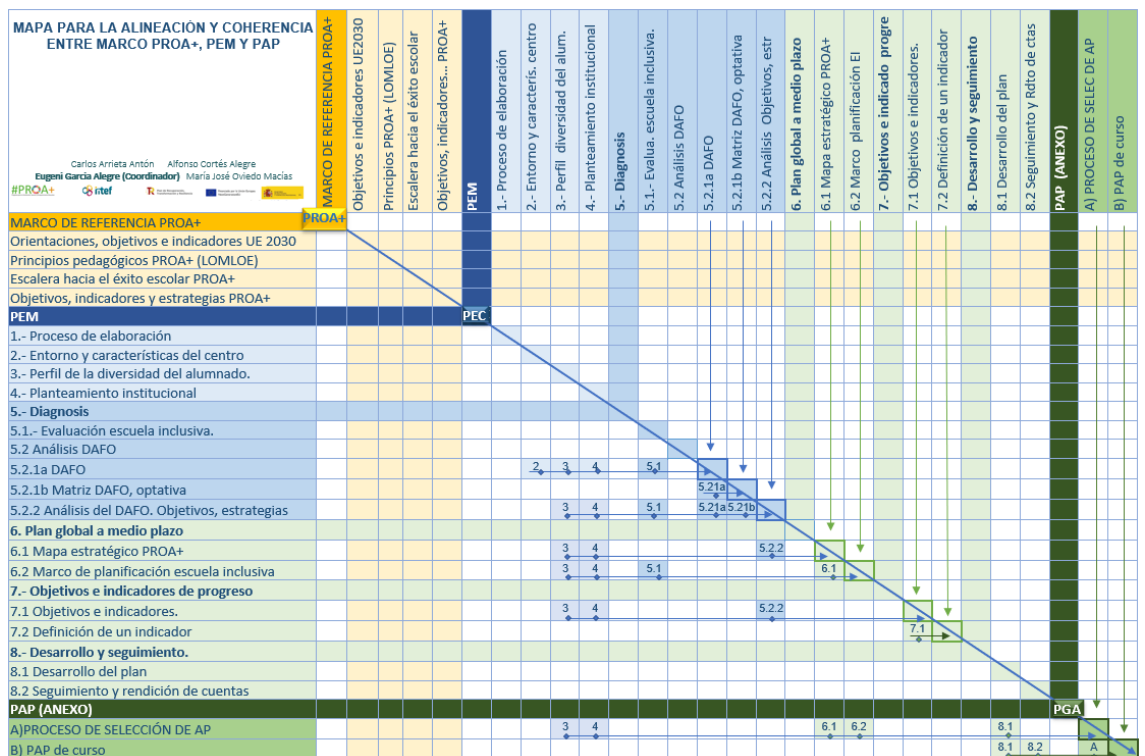 MAPA PARA LA ALINEACIÓN Y COHERENCIA
ENTRE MARCO PROA+, PEM Y PAP
Carlos Arrieta Antón Alfonso Cortés Alegre
Eugeni Garcia Alegre (Coordinador) María José Oviedo Macías
#PROA+ intef
MARCO DE REFERENCIA PROA+
Objetivos e indicadores UE2030
Principios PROA+ (LOMLOE)
Escalera hacia el éxito escolar
Objetivos, indicadores... PROA+
PEM
1.- Proceso de elaboración
2.- Entorno y caracterís. centro
3.- Perfil diversidad del alum.
4.- Planteamiento institucional
5.- Diagnosis
5.1.- Evalua. escuela inclusiva.
5.2 Análisis DAFO
5.2.1a DAFO
5.2.1b Matriz DAFO, optativa
5.2.2 Análisis Objetivos, estr
6. Plan global a medio plazo
6.1 Mapa estratégico PROA+
6.2 Marco planificación EI
7.- Objetivos e indicado progre
7.1 Objetivos e indicadores.
7.2 Definición de un indicador
8.- Desarrollo y seguimiento
8.1 Desarrollo del plan
8.2 Seguimiento y Rdto de ctas
PAP (ANEXO)
A) PROCESO DE SELEC DE AP
B) PAP de curso
MARCO DE REFERENCIA PROA+ PROA+
Orientaciones, objetivos e indicadores UE 2030
Principios pedagógicos PROA+ (LOMLOE)
Escalera hacia el éxito escolar PROA+
Objetivos, indicadores y estrategias PROA+
PEM PEC
1.- Proceso de elaboración
2.- Entorno y características del centro
3.- Perfil de la diversidad del alumnado.
4.- Planteamiento institucional
5.- Diagnosis
5.1.- Evaluación escuela inclusiva.
5.2 Análisis DAFO
5.2.1a DAFO 2 3 4 5.1
5.2.1b Matriz DAFO, optativa 5.21a
5.2.2 Análisis del DAFO. Objetivos, estrategias 3 4 5.1 5.21a 5.21b
6. Plan global a medio plazo
6.1 Mapa estratégico PROA+ 3 4 5.2.2
6.2 Marco de planificación escuela inclusiva 3 4 5.1 6.1
7.- Objetivos e indicadores de progreso
7.1 Objetivos e indicadores. 3 4 5.2.2
7.2 Definición de un indicador 7.1
8.- Desarrollo y seguimiento.
8.1 Desarrollo del plan
8.2 Seguimiento y rendición de cuentas
PAP (ANEXO) PGA
A)PROCESO DE SELECCIÓN DE AP 3 4 6.1 6.2 8.1
B) PAP de curso 8.1 8.2 A